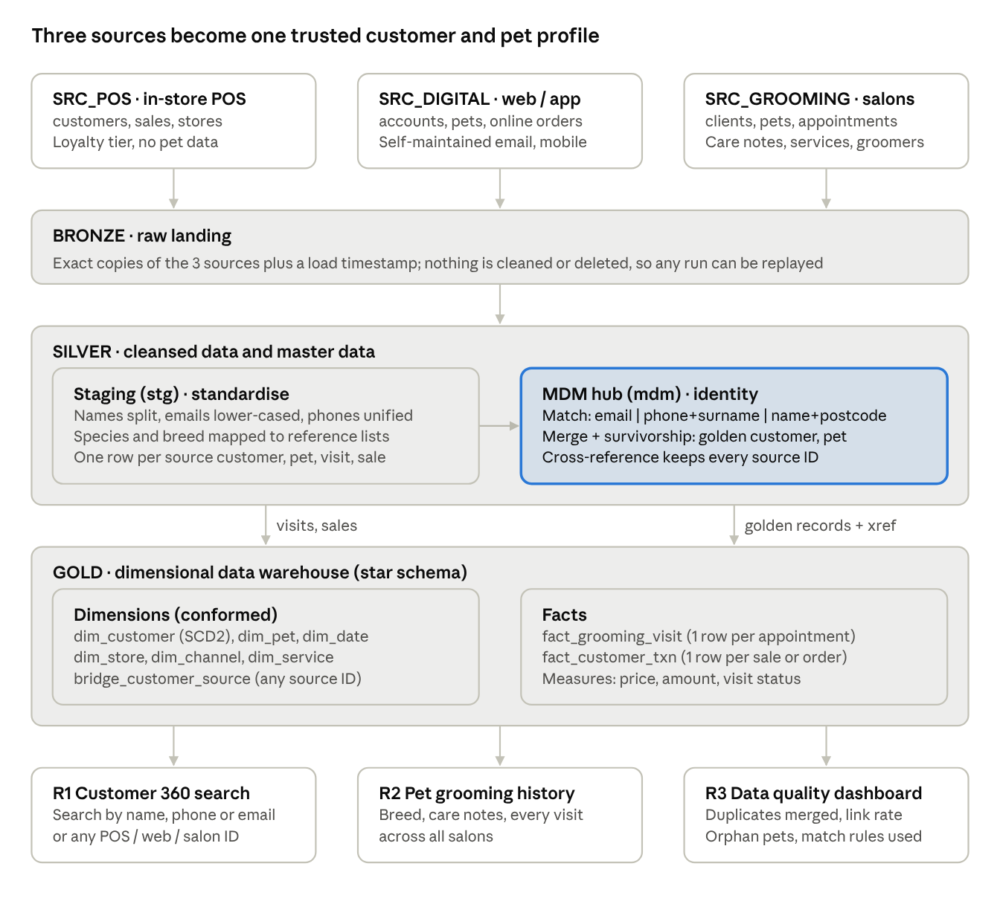 Three sources become one trusted customer and pet profile
SRC_POS · in-store POS
customers, sales, stores
Loyalty tier, no pet data
SRC_DIGITAL · web / app
accounts, pets, online orders
Self-maintained email, mobile
SRC_GROOMING · salons
clients, pets, appointments
Care notes, services, groomers
BRONZE · raw landing
Exact copies of the 3 sources plus a load timestamp; nothing is cleaned or deleted, so any run can be replayed
SILVER · cleansed data and master data
Staging (stg) · standardise
Names split, emails lower-cased, phones unified
Species and breed mapped to reference lists
One row per source customer, pet, visit, sale
MDM hub (mdm) · identity
Match: email | phone+surname | name+postcode
Merge + survivorship: golden customer, pet
Cross-reference keeps every source ID
visits, sales
golden records + xref
GOLD · dimensional data warehouse (star schema)
Dimensions (conformed)
dim_customer (SCD2), dim_pet, dim_date
dim_store, dim_channel, dim_service
bridge_customer_source (any source ID)
Facts
fact_grooming_visit (1 row per appointment)
fact_customer_txn (1 row per sale or order)
Measures: price, amount, visit status
R1 Customer 360 search
Search by name, phone or email
or any POS / web / salon ID
R2 Pet grooming history
Breed, care notes, every visit
across all salons
R3 Data quality dashboard
Duplicates merged, link rate
Orphan pets, match rules used